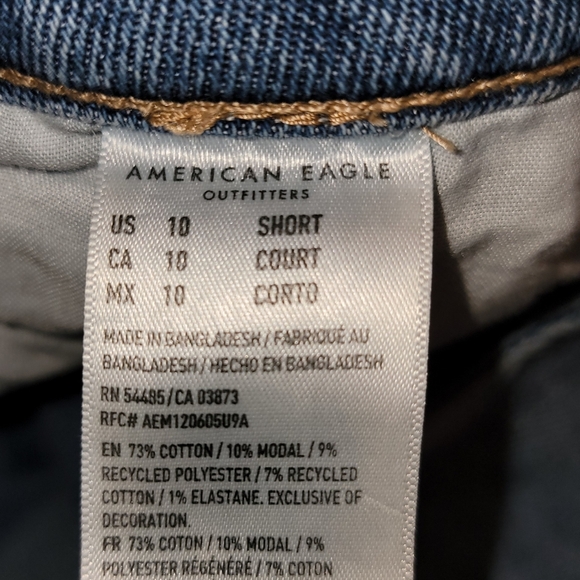 AMERICAN EAGLE
OUTFITTERS
US 10 SHORT
CA 10 COURT
MX 10 CORTO
MADE IN BANGLADESH / FABRIQUÉ AU
BANGLADESH / HECHO EN BANGLADESH
RN 54485/CA 03873
RFC# AEM120605U9A
EN 73% COTTON / 10% MODAL / 9%
RECYCLED POLYESTER / 7% RECYCLED
COTTON / 1% ELASTANE. EXCLUSIVE OF
DECORATION.
FR 73% COTON / 10% MODAL / 9%
POLYESTER RÉGÉNÉRÉ / 7% COTON